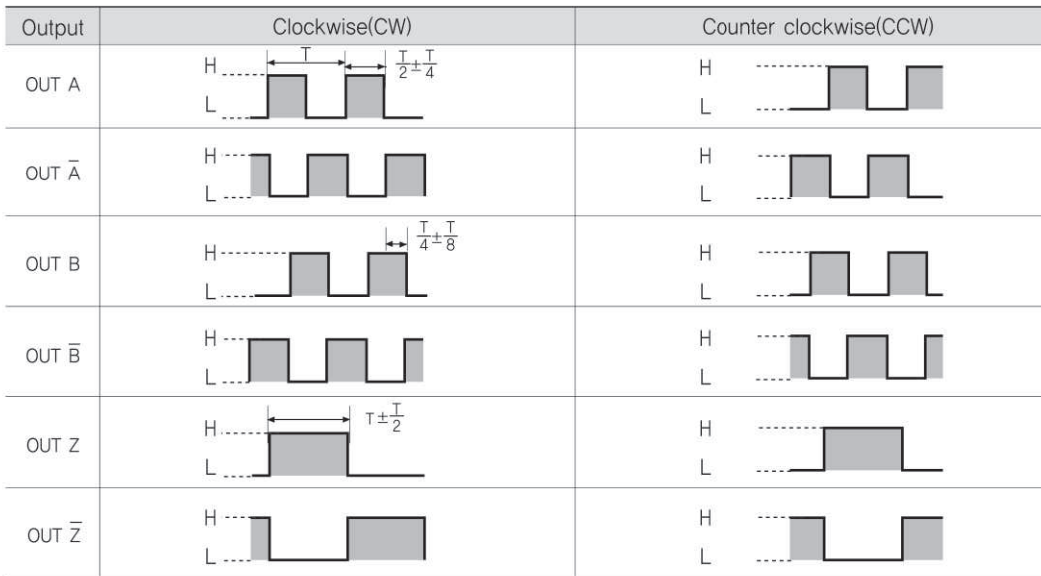 Output Clockwise(CW) Counter clockwise(CCW)
OUT A H L T T/2±T/4 H L
OUT A̅ H L H L
OUT B H L T/4±T/8 H L
OUT B̅ H L H L
OUT Z H L T±T/2 H L
OUT Z̅ H L H L